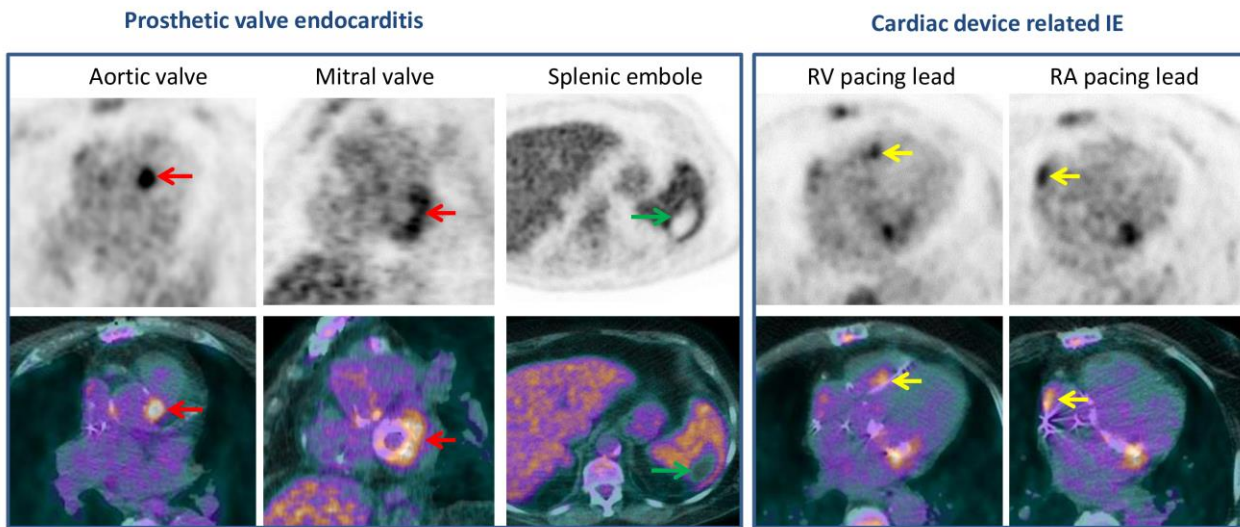 Prosthetic valve endocarditis
Cardiac device related IE
Aortic valve
Mitral valve
Splenic embole
RV pacing lead
RA pacing lead